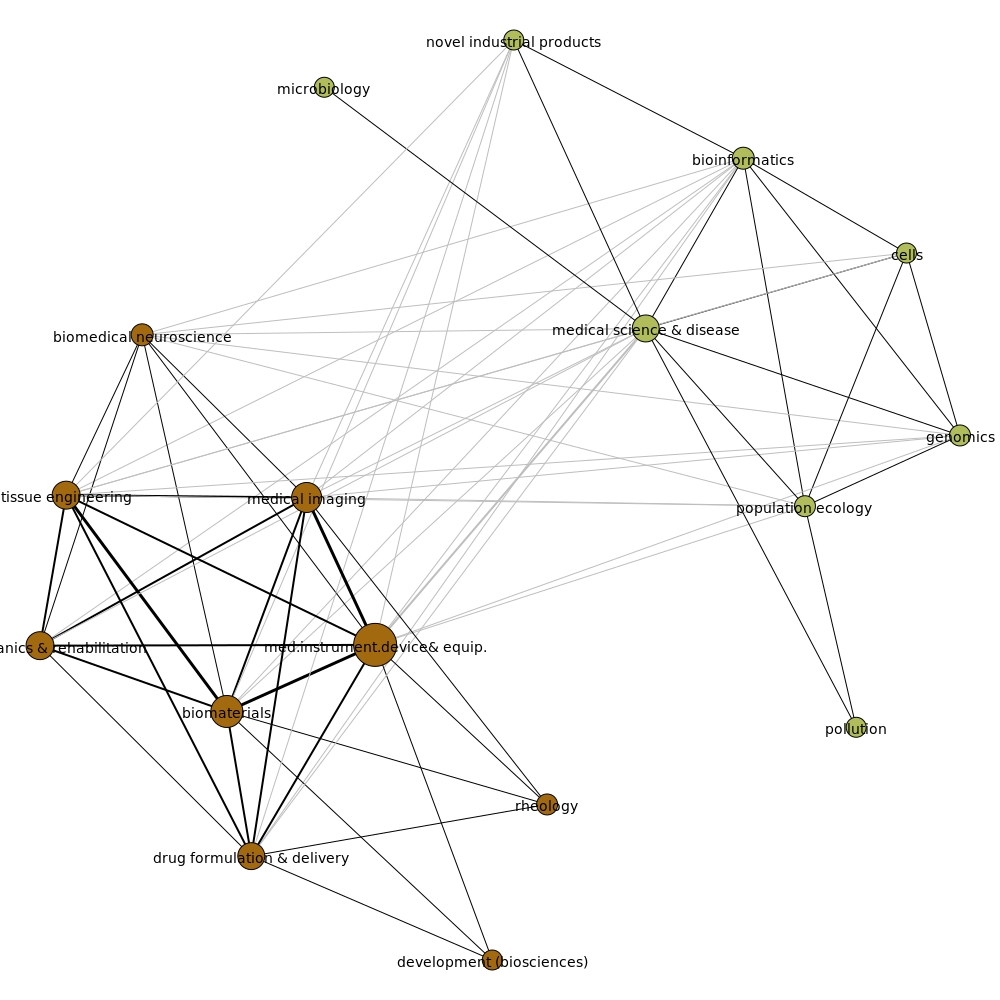 novel industrial products
microbiology
bioinformatics
cells
medical science & disease
biomedical neuroscience
genomics
tissue engineering
medical imaging
population ecology
med.instrument.device& equip.
anics & rehabilitation
biomaterials
pollution
rheology
drug formulation & delivery
development (biosciences)